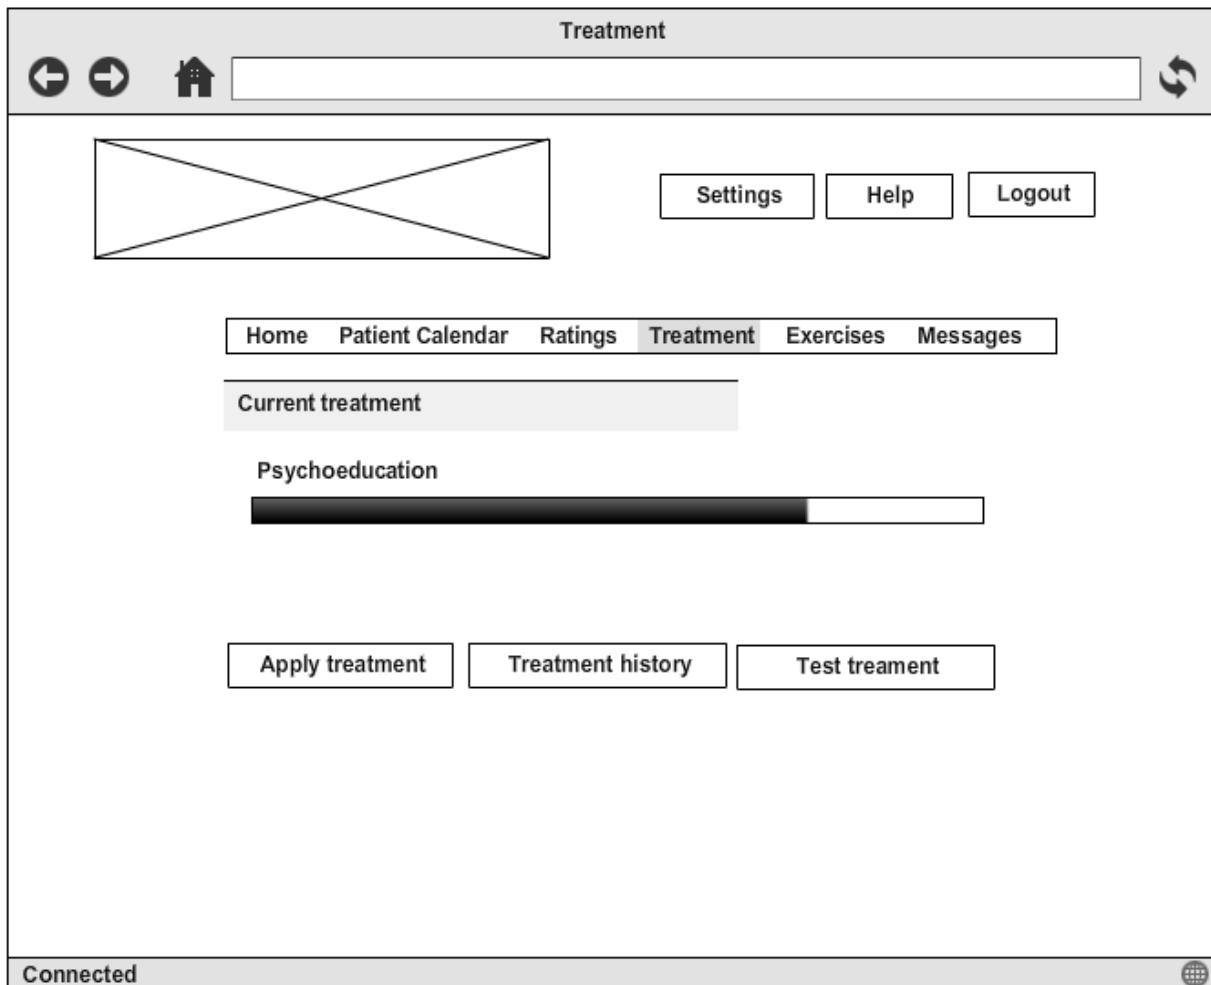 Treatment
Settings Help Logout
Home Patient Calendar Ratings Treatment Exercises Messages
Current treatment
Psychoeducation
Apply treatment Treatment history Test treament
Connected